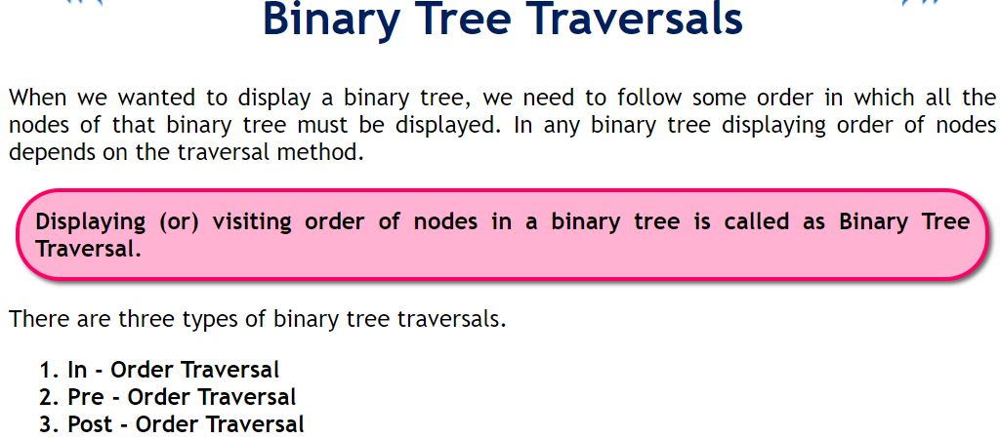 Binary Tree Traversals
When we wanted to display a binary tree, we need to follow some order in which all the
nodes of that binary tree must be displayed. In any binary tree displaying order of nodes
depends on the traversal method.
Displaying (or) visiting order of nodes in a binary tree is called as Binary Tree
Traversal.
There are three types of binary tree traversals.
1. In - Order Traversal
2. Pre - Order Traversal
3. Post - Order Traversal